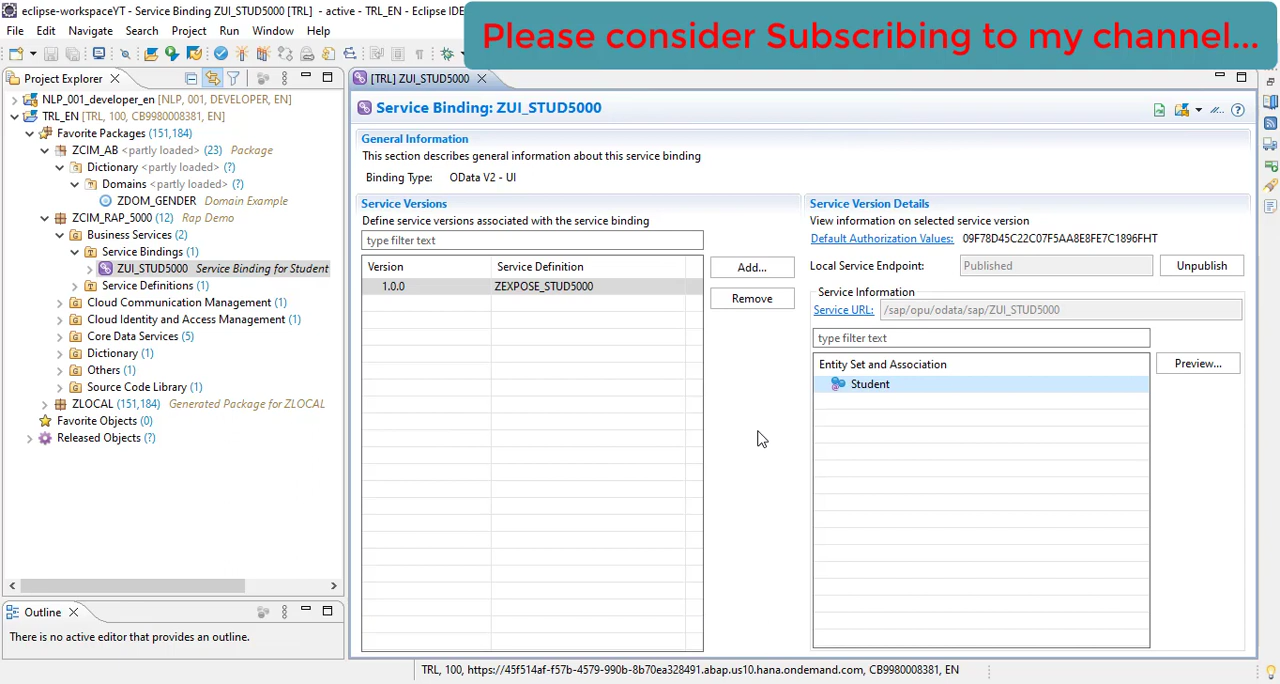 eclipse-workspaceYT - Service Binding ZUI_STUD5000 [TRL] - active - TRL_EN - Eclipse IDE
Please consider Subscribing to my channel...
File Edit Navigate Search Project Run Window Help
Project Explorer
[TRL] ZUI_STUD5000
NLP_001_developer_en [NLP, 001, DEVELOPER, EN]
TRL_EN [TRL, 100, CB9980008381, EN]
Favorite Packages (151,184)
ZCIM_AB <partly loaded> (23) Package
Dictionary <partly loaded> (?)
Domains <partly loaded> (?)
ZDOM_GENDER Domain Example
ZCIM_RAP_5000 (12) Rap Demo
Business Services (2)
Service Bindings (1)
ZUI_STUD5000 Service Binding for Student
Service Definitions (1)
Cloud Communication Management (1)
Cloud Identity and Access Management (1)
Core Data Services (5)
Dictionary (1)
Others (1)
Source Code Library (1)
ZLOCAL (151,184) Generated Package for ZLOCAL
Favorite Objects (0)
Released Objects (?)
Outline
There is no active editor that provides an outline.
Service Binding: ZUI_STUD5000
General Information
This section describes general information about this service binding
Binding Type: OData V2 - UI
Service Versions
Define service versions associated with the service binding
type filter text
Version Service Definition
1.0.0 ZEXPOSE_STUD5000
Add...
Remove
Service Version Details
View information on selected service version
Default Authorization Values: 09F78D45C22C07F5AA8E8FE7C1896FHT
Local Service Endpoint: Published Unpublish
Service Information
Service URL: /sap/opu/odata/sap/ZUI_STUD5000
type filter text
Entity Set and Association
Student
Preview...
TRL, 100, https://45f514af-f57b-4579-990b-8b70ea328491.abap.us10.hana.ondemand.com, CB9980008381, EN